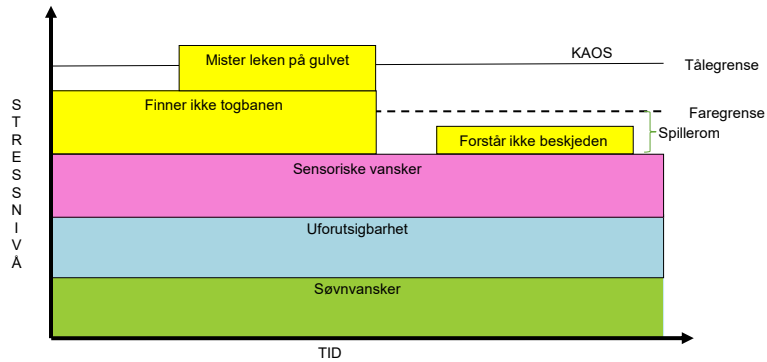 STRESSNIVÅ
Mister leken på gulvet
KAOS
Tålegrense
Finner ikke togbanen
Faregrense
Spillerom
Forstår ikke beskjeden
Sensoriske vansker
Uforutsigbarhet
Søvnvansker
TID